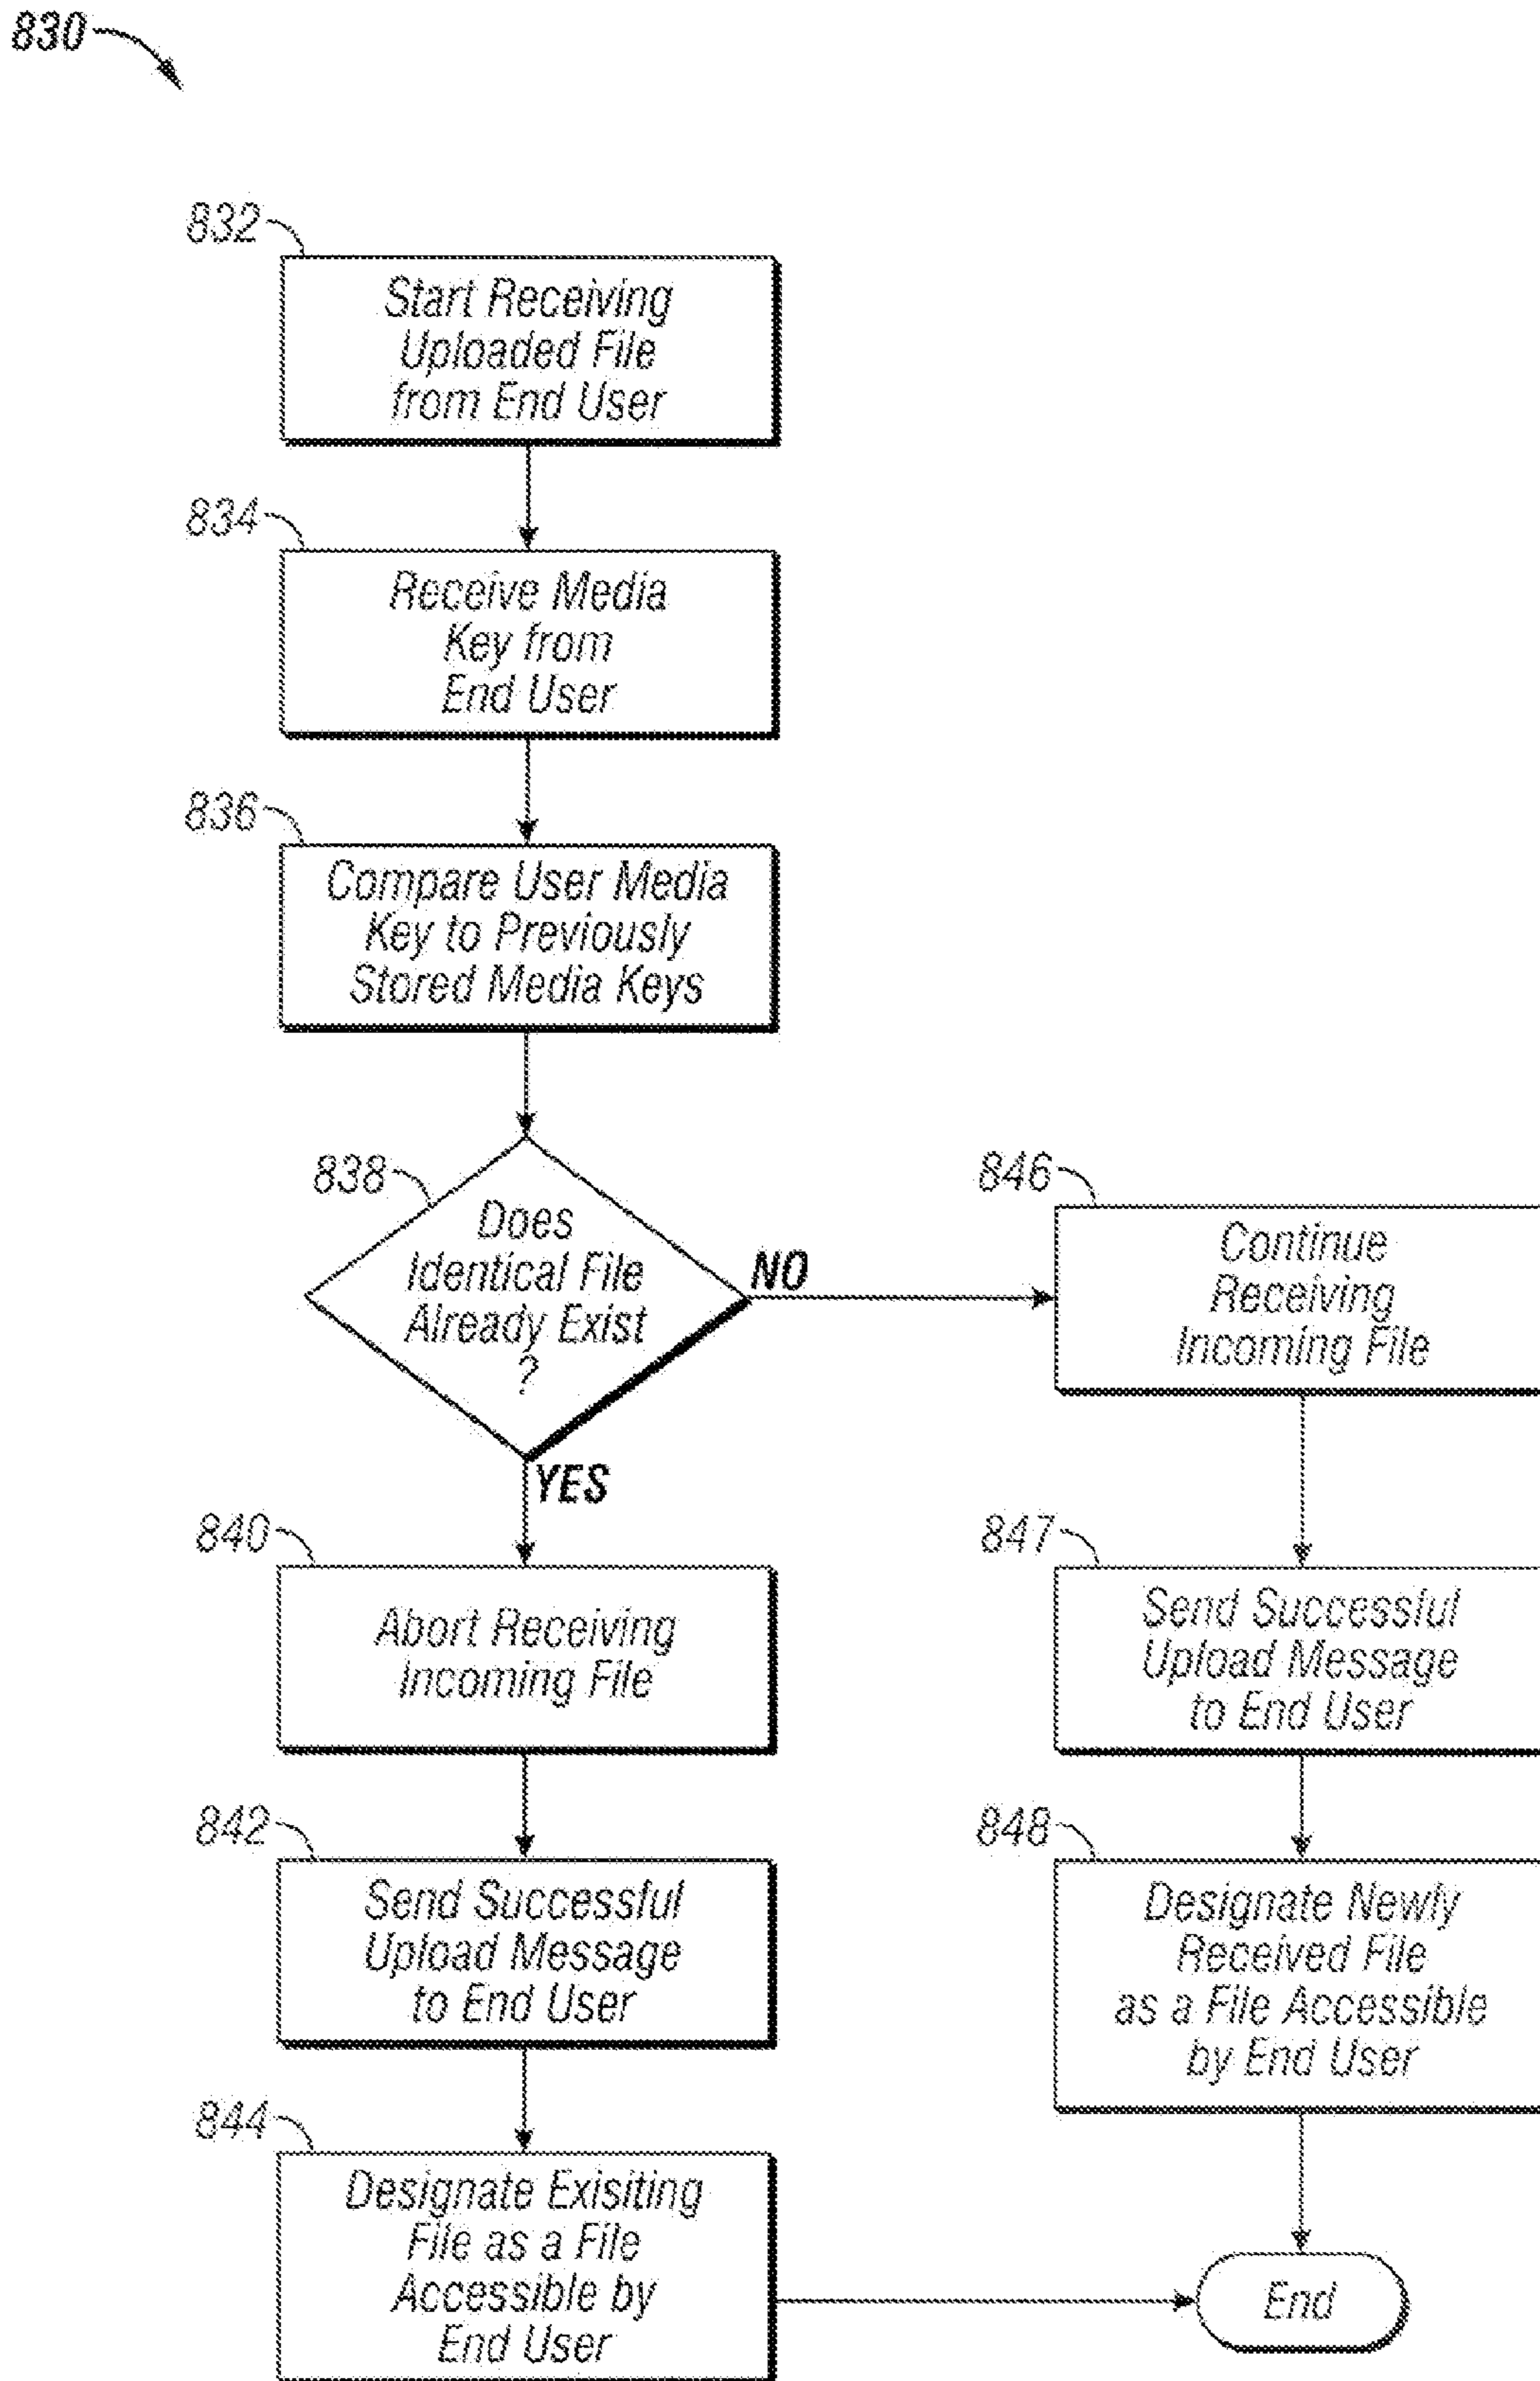 830
832
Start Receiving
Uploaded File
from End User
834
Receive Media
Key from
End User
836
Compare User Media
Key to Previously
Stored Media Keys
838
Does
Identical File
Already Exist
?
NO
YES
846
Continue
Receiving
Incoming File
840
Abort Receiving
Incoming File
847
Send Successful
Upload Message
to End User
842
Send Successful
Upload Message
to End User
848
Designate Newly
Received File
as a File Accessible
by End User
844
Designate Exisiting
File as a File
Accessible by
End User
End